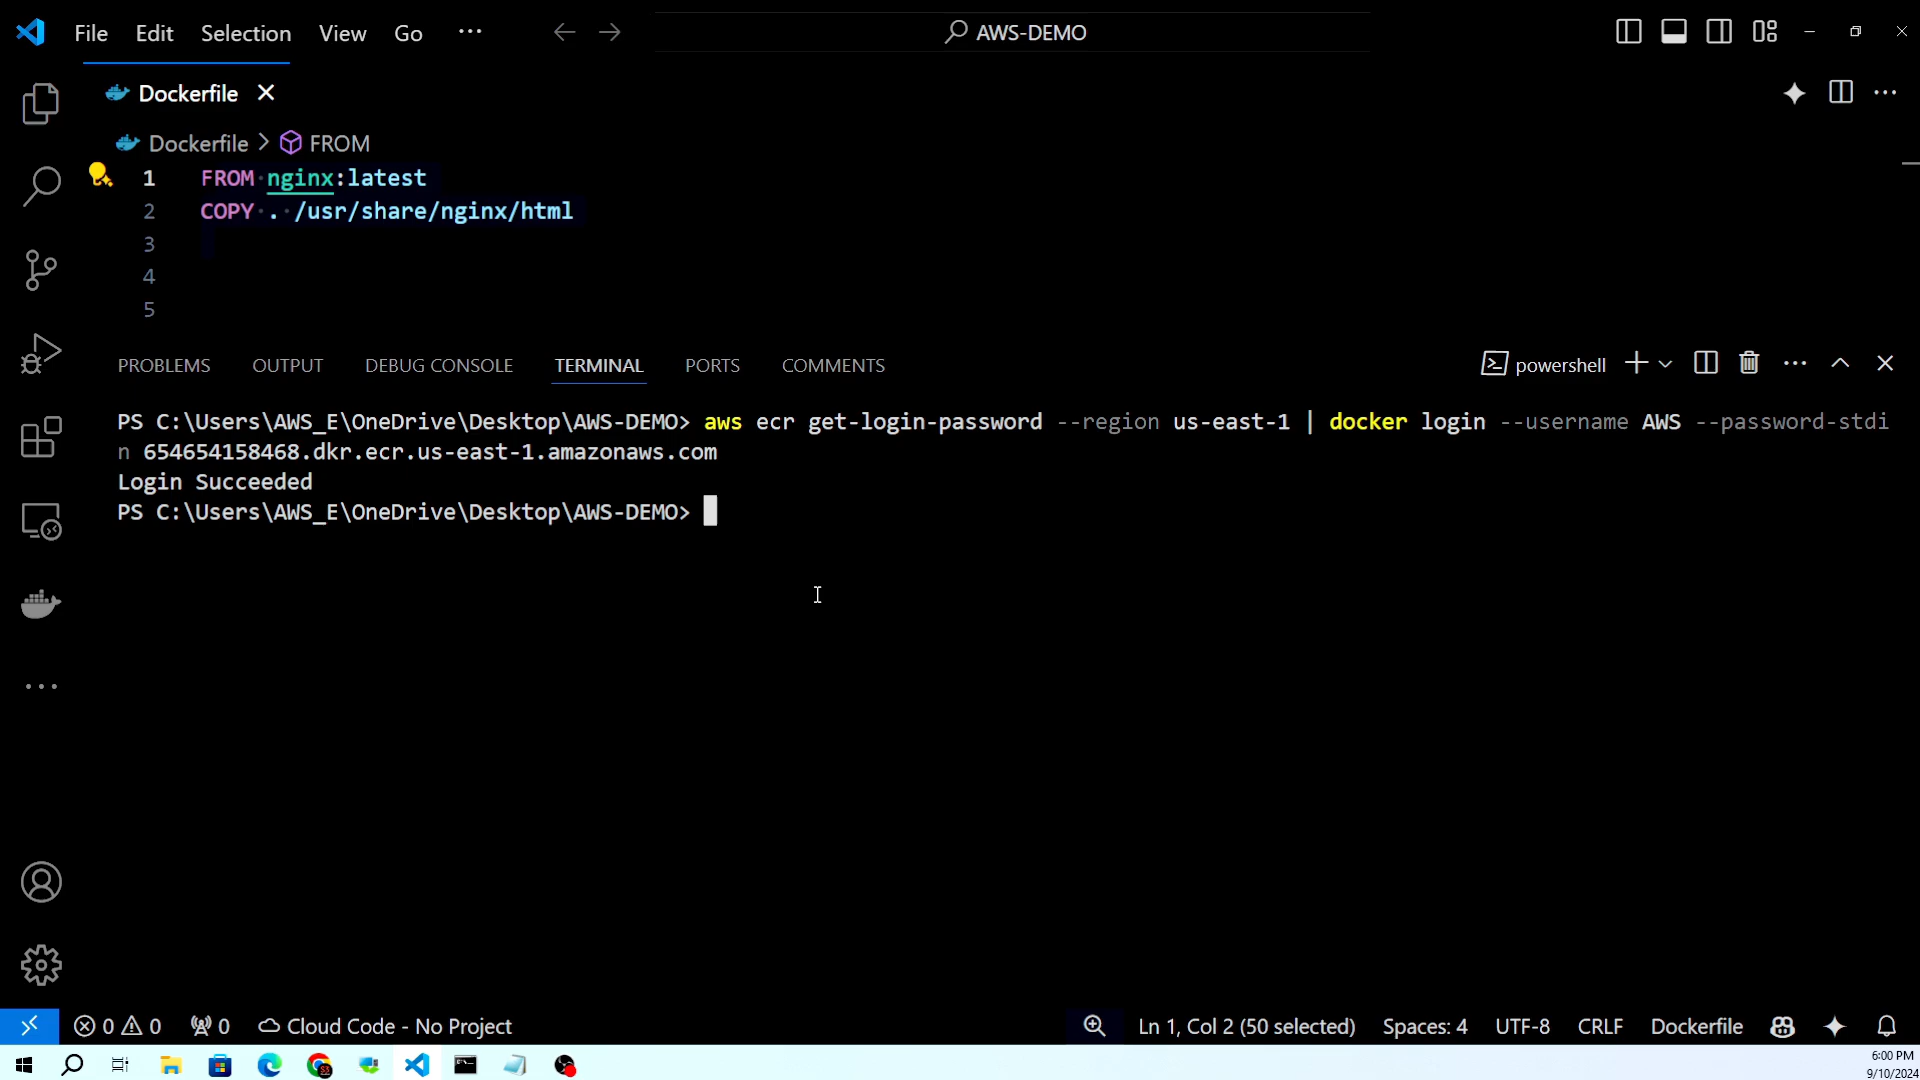 File Edit Selection View Go ··· AWS-DEMO
Dockerfile
Dockerfile > FROM
1 FROM nginx:latest
2 COPY . /usr/share/nginx/html
3
4
5
PROBLEMS OUTPUT DEBUG CONSOLE TERMINAL PORTS COMMENTS powershell
PS C:\Users\AWS_E\OneDrive\Desktop\AWS-DEMO> aws ecr get-login-password --region us-east-1 | docker login --username AWS --password-stdi
n 654654158468.dkr.ecr.us-east-1.amazonaws.com
Login Succeeded
PS C:\Users\AWS_E\OneDrive\Desktop\AWS-DEMO>
0 0 0 Cloud Code - No Project Ln 1, Col 2 (50 selected) Spaces: 4 UTF-8 CRLF Dockerfile
6:00 PM
9/10/2024